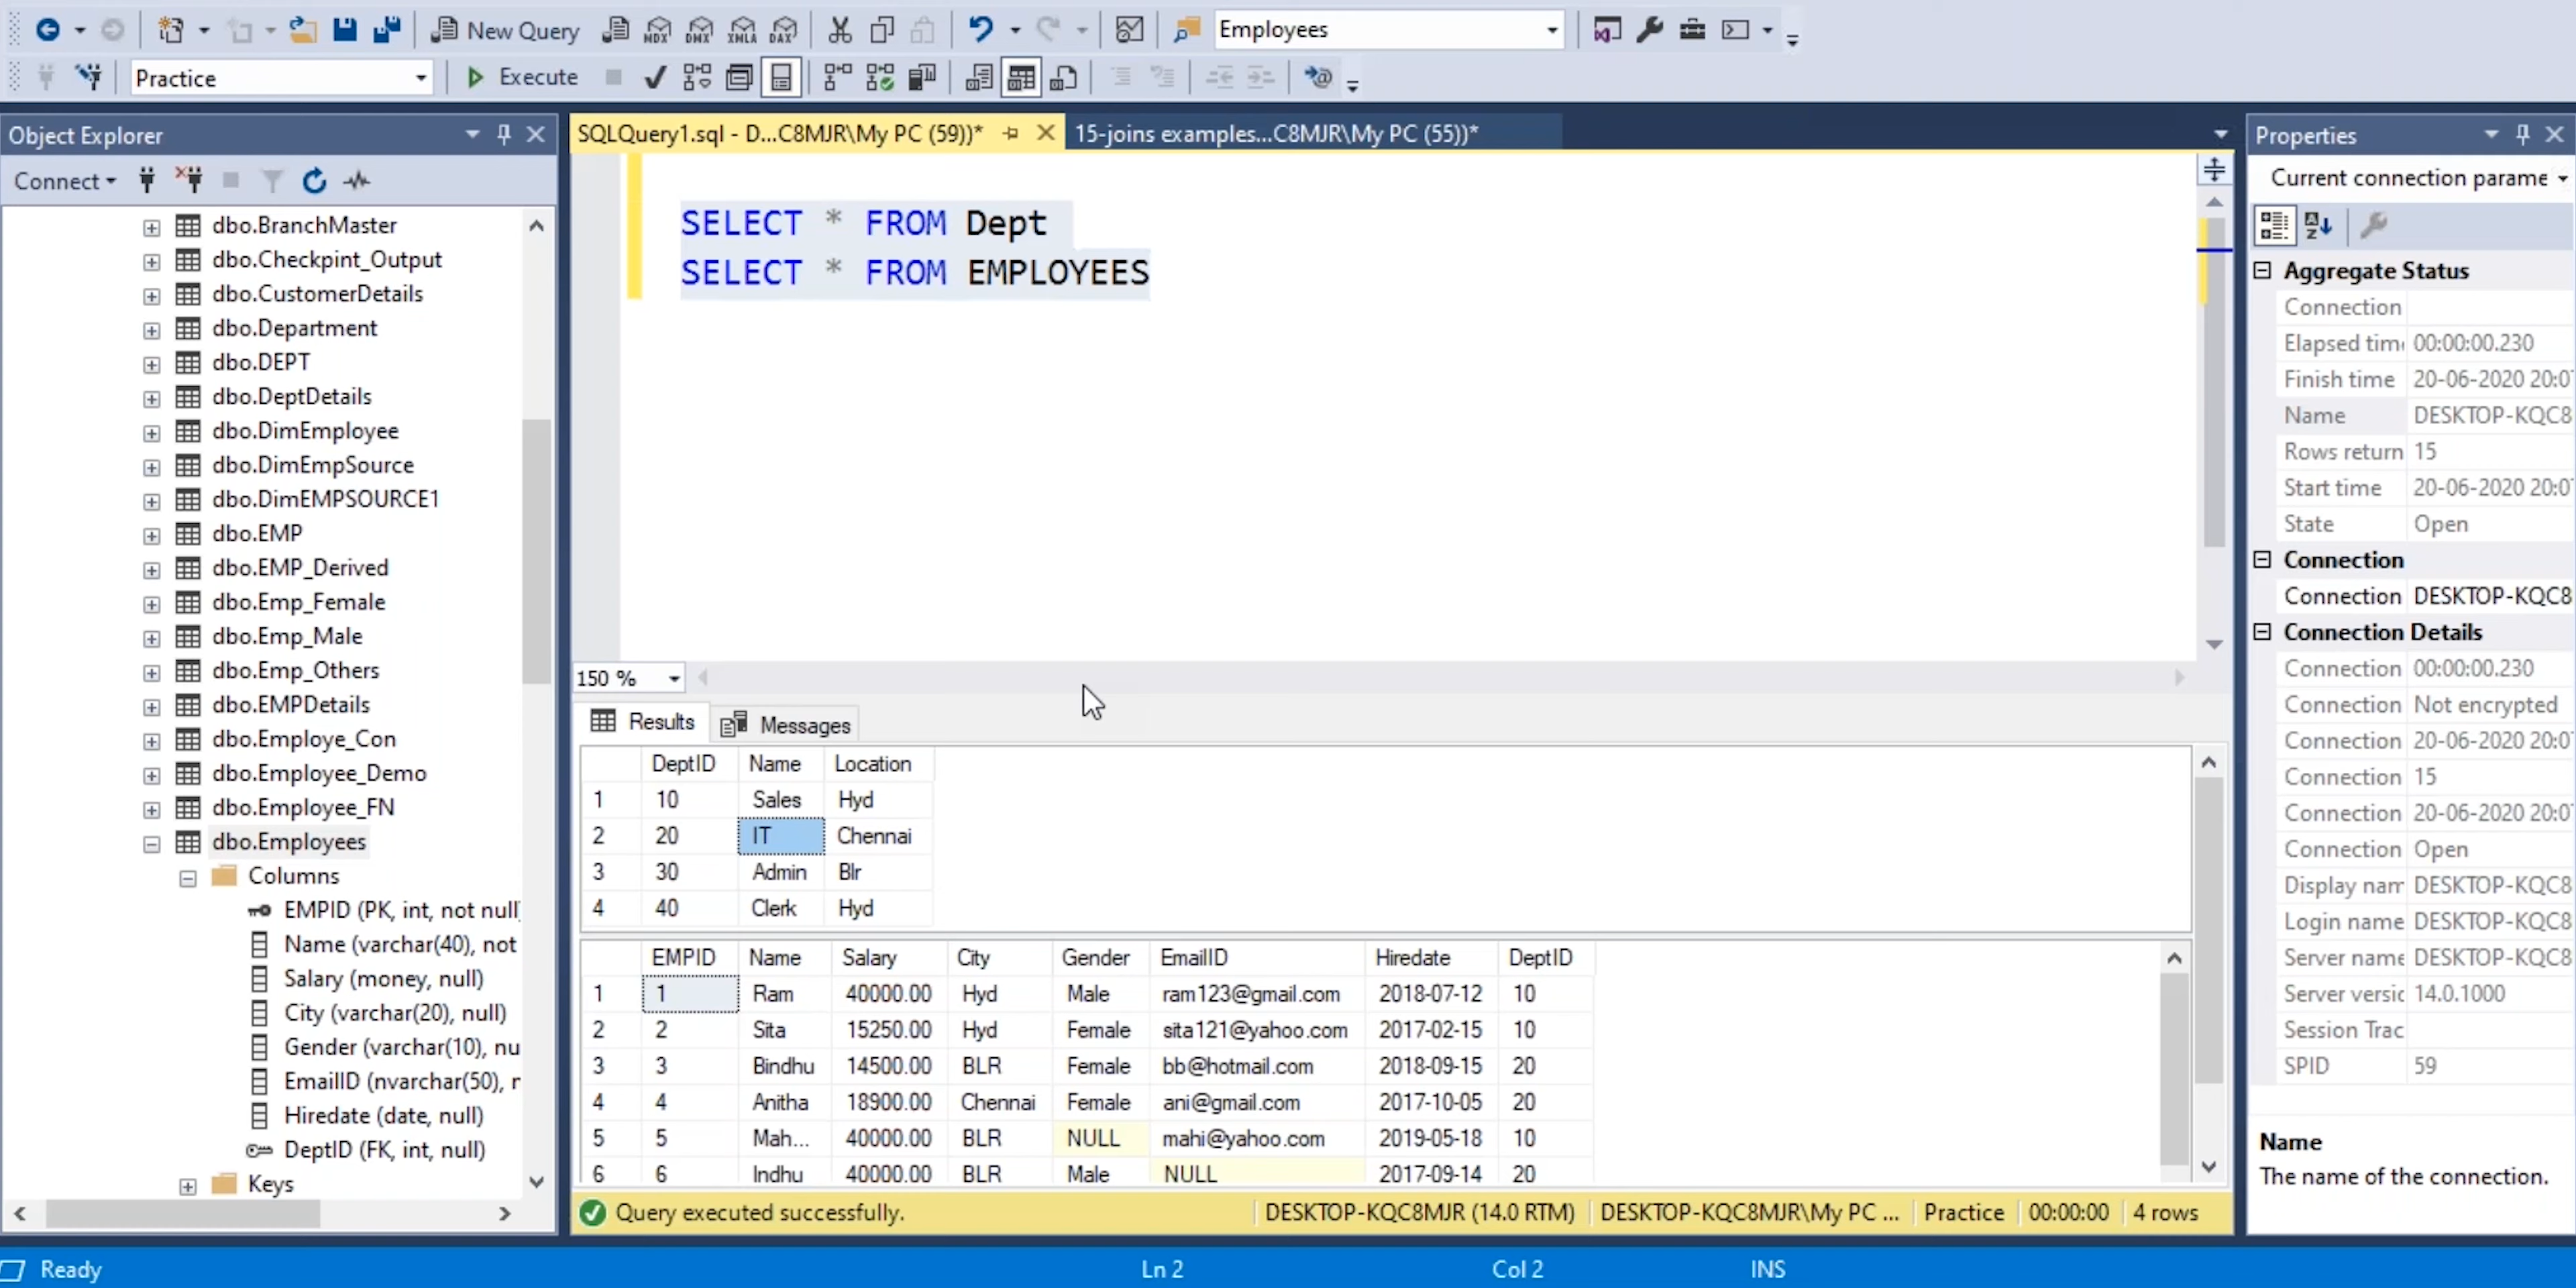 New Query
MDX DMX XMLA DAX
Employees
Practice
Execute
Object Explorer
Connect
dbo.BranchMaster
dbo.Checkpint_Output
dbo.CustomerDetails
dbo.Department
dbo.DEPT
dbo.DeptDetails
dbo.DimEmployee
dbo.DimEmpSource
dbo.DimEMPSOURCE1
dbo.EMP
dbo.EMP_Derived
dbo.Emp_Female
dbo.Emp_Male
dbo.Emp_Others
dbo.EMPDetails
dbo.Employe_Con
dbo.Employee_Demo
dbo.Employee_FN
dbo.Employees
Columns
EMPID (PK, int, not null
Name (varchar(40), not
Salary (money, null)
City (varchar(20), null)
Gender (varchar(10), nu
EmailID (nvarchar(50), r
Hiredate (date, null)
DeptID (FK, int, null)
Keys
SQLQuery1.sql - D...C8MJR\My PC (59))*
15-joins examples...C8MJR\My PC (55))*
SELECT * FROM Dept
SELECT * FROM EMPLOYEES
150 %
Results
Messages
DeptID Name Location
1 10 Sales Hyd
2 20 IT Chennai
3 30 Admin Blr
4 40 Clerk Hyd
EMPID Name Salary City Gender EmailID Hiredate DeptID
1 1 Ram 40000.00 Hyd Male ram123@gmail.com 2018-07-12 10
2 2 Sita 15250.00 Hyd Female sita121@yahoo.com 2017-02-15 10
3 3 Bindhu 14500.00 BLR Female bb@hotmail.com 2018-09-15 20
4 4 Anitha 18900.00 Chennai Female ani@gmail.com 2017-10-05 20
5 5 Mah... 40000.00 BLR NULL mahi@yahoo.com 2019-05-18 10
6 6 Indhu 40000.00 BLR Male NULL 2017-09-14 20
Query executed successfully.
DESKTOP-KQC8MJR (14.0 RTM)
DESKTOP-KQC8MJR\My PC ...
Practice
00:00:00
4 rows
Properties
Current connection parame
Aggregate Status
Connection
Elapsed tim 00:00:00.230
Finish time 20-06-2020 20:0
Name DESKTOP-KQC8
Rows return 15
Start time 20-06-2020 20:0
State Open
Connection
Connection DESKTOP-KQC8
Connection Details
Connection 00:00:00.230
Connection Not encrypted
Connection 20-06-2020 20:0
Connection 15
Connection 20-06-2020 20:0
Connection Open
Display nam DESKTOP-KQC8
Login name DESKTOP-KQC8
Server name DESKTOP-KQC8
Server versic 14.0.1000
Session Trac
SPID 59
Name
The name of the connection.
Ready
Ln 2
Col 2
INS